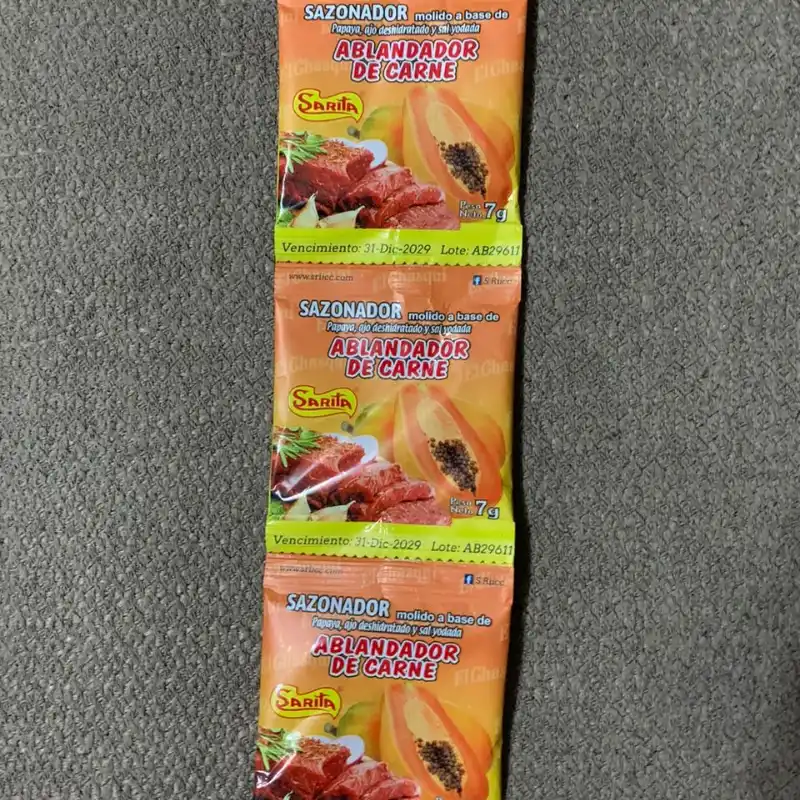 SAZONADOR molido a base de
Papaya, ajo deshidratado y sal yodada
ABLANDADOR
DE CARNE
SARITA
Peso
Neto 7g
Vencimiento: 31-Dic-2029 Lote: AB29611
www.sriicc.com
SAZONADOR molido a base de
Papaya, ajo deshidratado y sal yodada
ABLANDADOR
DE CARNE
SARITA
Peso
Neto 7g
Vencimiento: 31-Dic-2029 Lote: AB29611
SAZONADOR molido a base de
Papaya, ajo deshidratado y sal yodada
ABLANDADOR
DE CARNE
SARITA